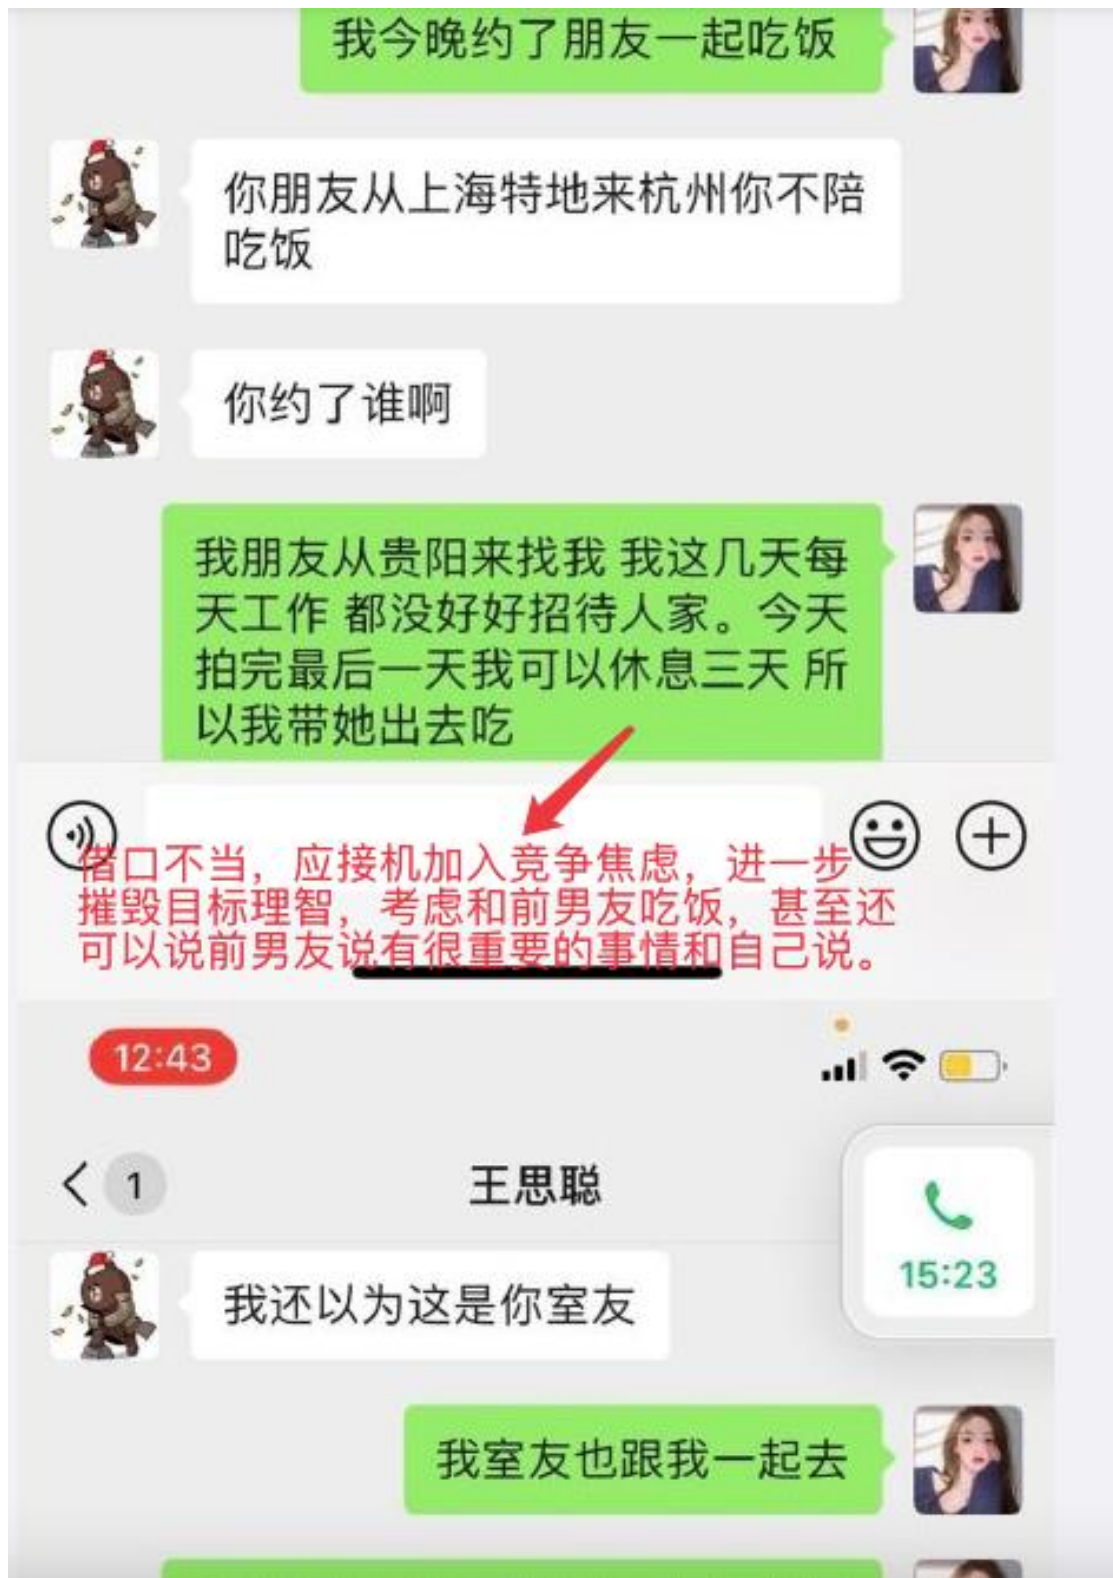 我今晚约了朋友一起吃饭
你朋友从上海特地来杭州你不陪
吃饭
你约了谁啊
我朋友从贵阳来找我 我这几天每
天工作 都没好好招待人家。今天
拍完最后一天我可以休息三天 所
以我带她出去吃
借口不当，应接机加入竞争焦虑，进一步
摧毁目标理智，考虑和前男友吃饭，甚至还
可以说前男友说有很重要的事情和自己说。
12:43
1
王思聪
15:23
我还以为这是你室友
我室友也跟我一起去